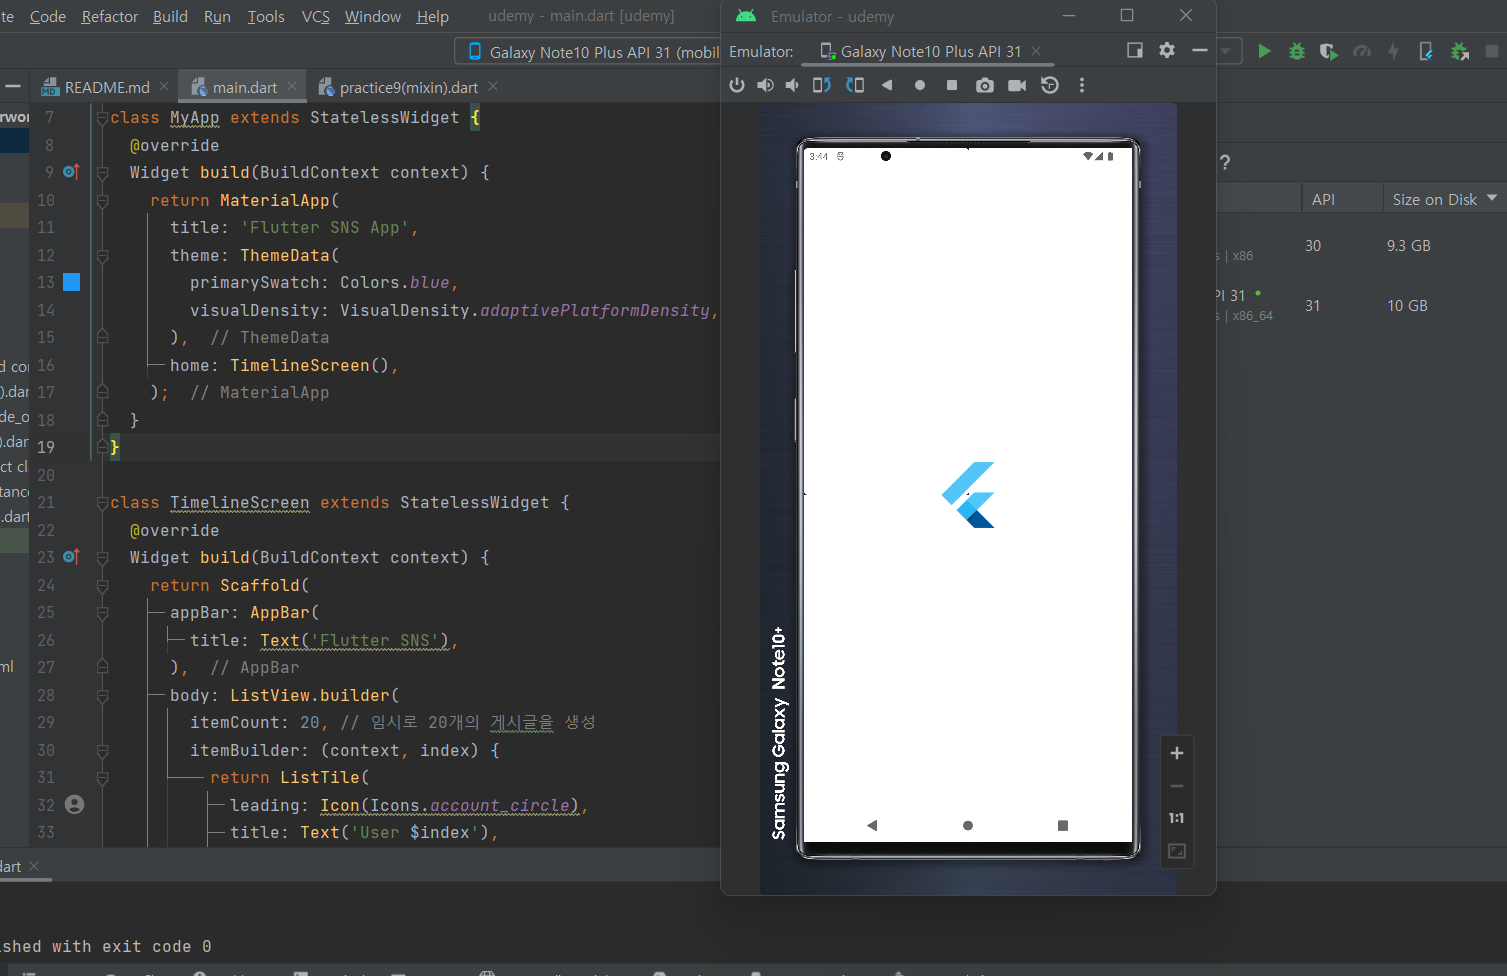 te Code Refactor Build Run Tools VCS Window Help udemy - main.dart [udemy]
Emulator - udemy
Galaxy Note10 Plus API 31 (mobil
Emulator: Galaxy Note10 Plus API 31
README.md main.dart practice9(mixin).dart
7 class MyApp extends StatelessWidget {
8 @override
9 Widget build(BuildContext context) {
10 return MaterialApp(
11 title: 'Flutter SNS App',
12 theme: ThemeData(
13 primarySwatch: Colors.blue,
14 visualDensity: VisualDensity.adaptivePlatformDensity,
15 ), // ThemeData
16 home: TimelineScreen(),
17 ); // MaterialApp
18 }
19 }
20
21 class TimelineScreen extends StatelessWidget {
22 @override
23 Widget build(BuildContext context) {
24 return Scaffold(
25 appBar: AppBar(
26 title: Text('Flutter SNS'),
27 ), // AppBar
28 body: ListView.builder(
29 itemCount: 20, // 임시로 20개의 게시글을 생성
30 itemBuilder: (context, index) {
31 return ListTile(
32 leading: Icon(Icons.account_circle),
33 title: Text('User $index'),
rwor
d co
).dar
de_o
).dar
ct cl
tance
.dart
ml
3:44
Samsung Galaxy Note10+
1:1
?
API Size on Disk
30 9.3 GB
s | x86
PI 31
31 10 GB
s | x86_64
dart
ished with exit code 0